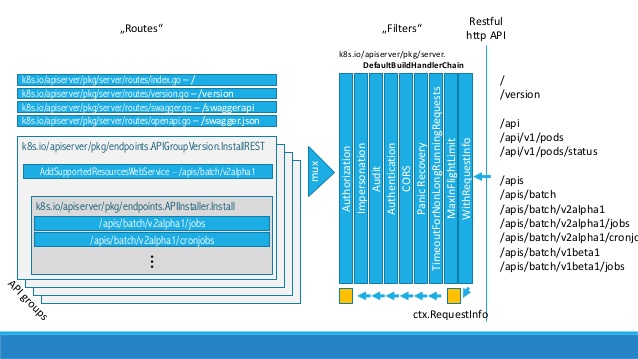 „Routes“
„Filters“
Restful
http API
k8s.io/apiserver/pkg/server.
DefaultBuildHandlerChain
k8s.io/apiserver/pkg/server/routes/index.go – /
k8s.io/apiserver/pkg/server/routes/version.go – /version
k8s.io/apiserver/pkg/server/routes/swagger.go – /swaggerapi
k8s.io/apiserver/pkg/server/routes/openapi.go – /swagger.json
k8s.io/apiserver/pkg/endpoints.APIGroupVersion.InstallREST
AddSupportedResourcesWebService – /apis/batch/v2alpha1
k8s.io/apiserver/pkg/endpoints.APIInstaller.Install
/apis/batch/v2alpha1/jobs
/apis/batch/v2alpha1/cronjobs
API groups
mux
Authorization
Impersonation
Audit
Authentication
CORS
Panic Recovery
TimeoutForNonLongRunningRequests
MaxInFlightLimit
WithRequestInfo
ctx.RequestInfo
/
/version
/api
/api/v1/pods
/api/v1/pods/status
/apis
/apis/batch
/apis/batch/v2alpha1
/apis/batch/v2alpha1/jobs
/apis/batch/v2alpha1/cronjo
/apis/batch/v1beta1
/apis/batch/v1beta1/jobs